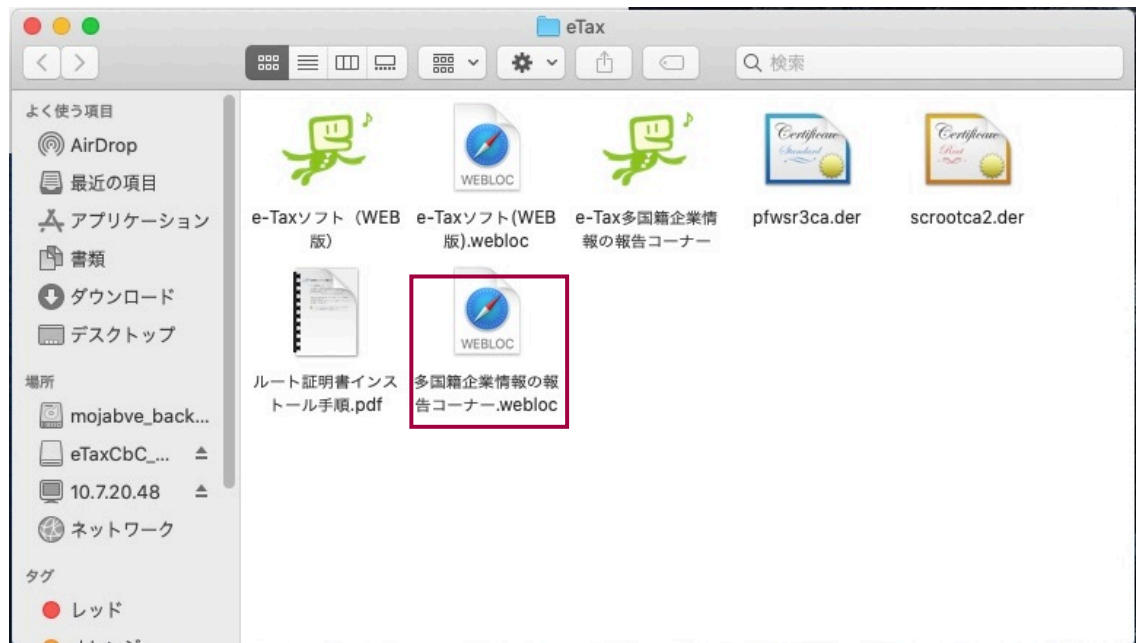 eTax
検索
よく使う項目
AirDrop
最近の項目
アプリケーション
書類
ダウンロード
デスクトップ
場所
mojabve_back...
eTaxCbC_...
10.7.20.48
ネットワーク
タグ
レッド
e-Taxソフト（WEB
版）
WEBLOC
e-Taxソフト(WEB
版).webloc
e-Tax多国籍企業情
報の報告コーナー
Certificate
Standard
pfwsr3ca.der
Certificate
Root
scrootca2.der
ルート証明書インス
トール手順.pdf
WEBLOC
多国籍企業情報の報
告コーナー.webloc